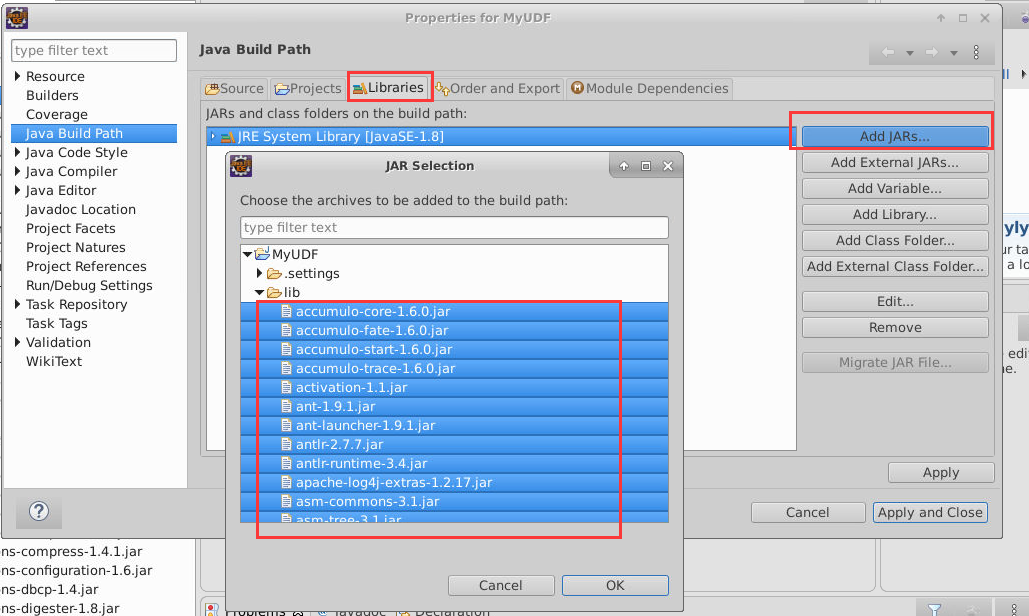 Properties for MyUDF
type filter text
Java Build Path
Resource
Builders
Coverage
Java Build Path
Java Code Style
Java Compiler
Java Editor
Javadoc Location
Project Facets
Project Natures
Project References
Run/Debug Settings
Task Repository
Task Tags
Validation
WikiText
Source
Projects
Libraries
Order and Export
Module Dependencies
JARs and class folders on the build path:
JRE System Library [JavaSE-1.8]
Add JARs...
Add External JARs...
Add Variable...
Add Library...
Add Class Folder...
Add External Class Folder...
Edit...
Remove
Migrate JAR File...
JAR Selection
Choose the archives to be added to the build path:
type filter text
MyUDF
.settings
lib
accumulo-core-1.6.0.jar
accumulo-fate-1.6.0.jar
accumulo-start-1.6.0.jar
accumulo-trace-1.6.0.jar
activation-1.1.jar
ant-1.9.1.jar
ant-launcher-1.9.1.jar
antlr-2.7.7.jar
antlr-runtime-3.4.jar
apache-log4j-extras-1.2.17.jar
asm-commons-3.1.jar
asm-tree-3.1.jar
Cancel
OK
Apply
Cancel
Apply and Close
?
ns-compress-1.4.1.jar
ns-configuration-1.6.jar
ns-dbcp-1.4.jar
ns-digester-1.8.jar
Problems
Javadoc
Declaration
yly
ur ta
a lo
edi
e.